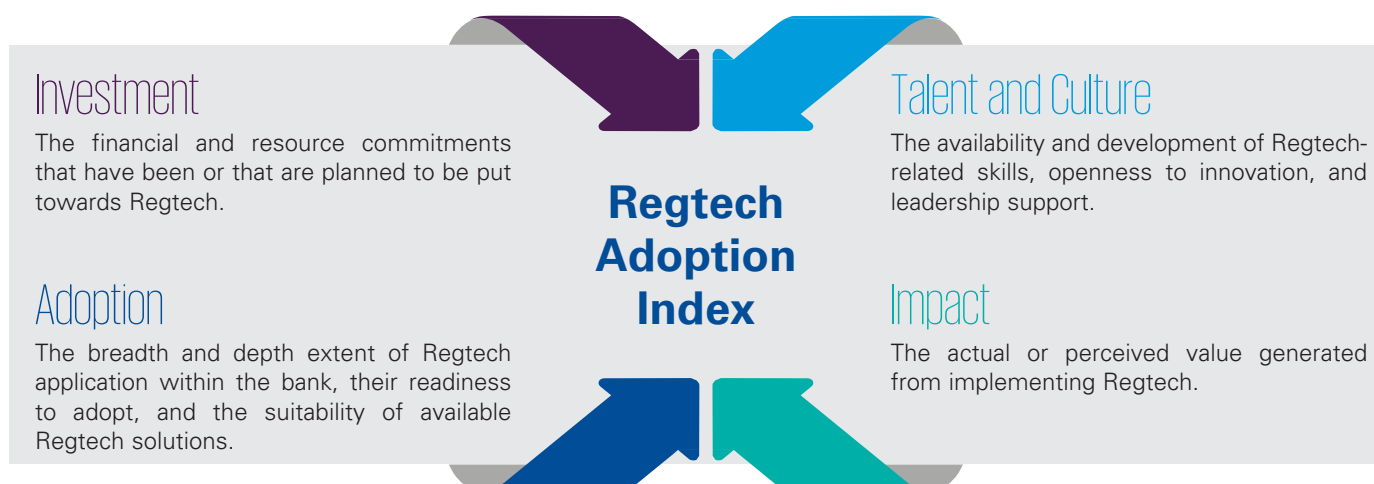 Investment
The financial and resource commitments
that have been or that are planned to be put
towards Regtech.
Adoption
The breadth and depth extent of Regtech
application within the bank, their readiness
to adopt, and the suitability of available
Regtech solutions.
Regtech
Adoption
Index
Talent and Culture
The availability and development of Regtech-
related skills, openness to innovation, and
leadership support.
Impact
The actual or perceived value generated
from implementing Regtech.